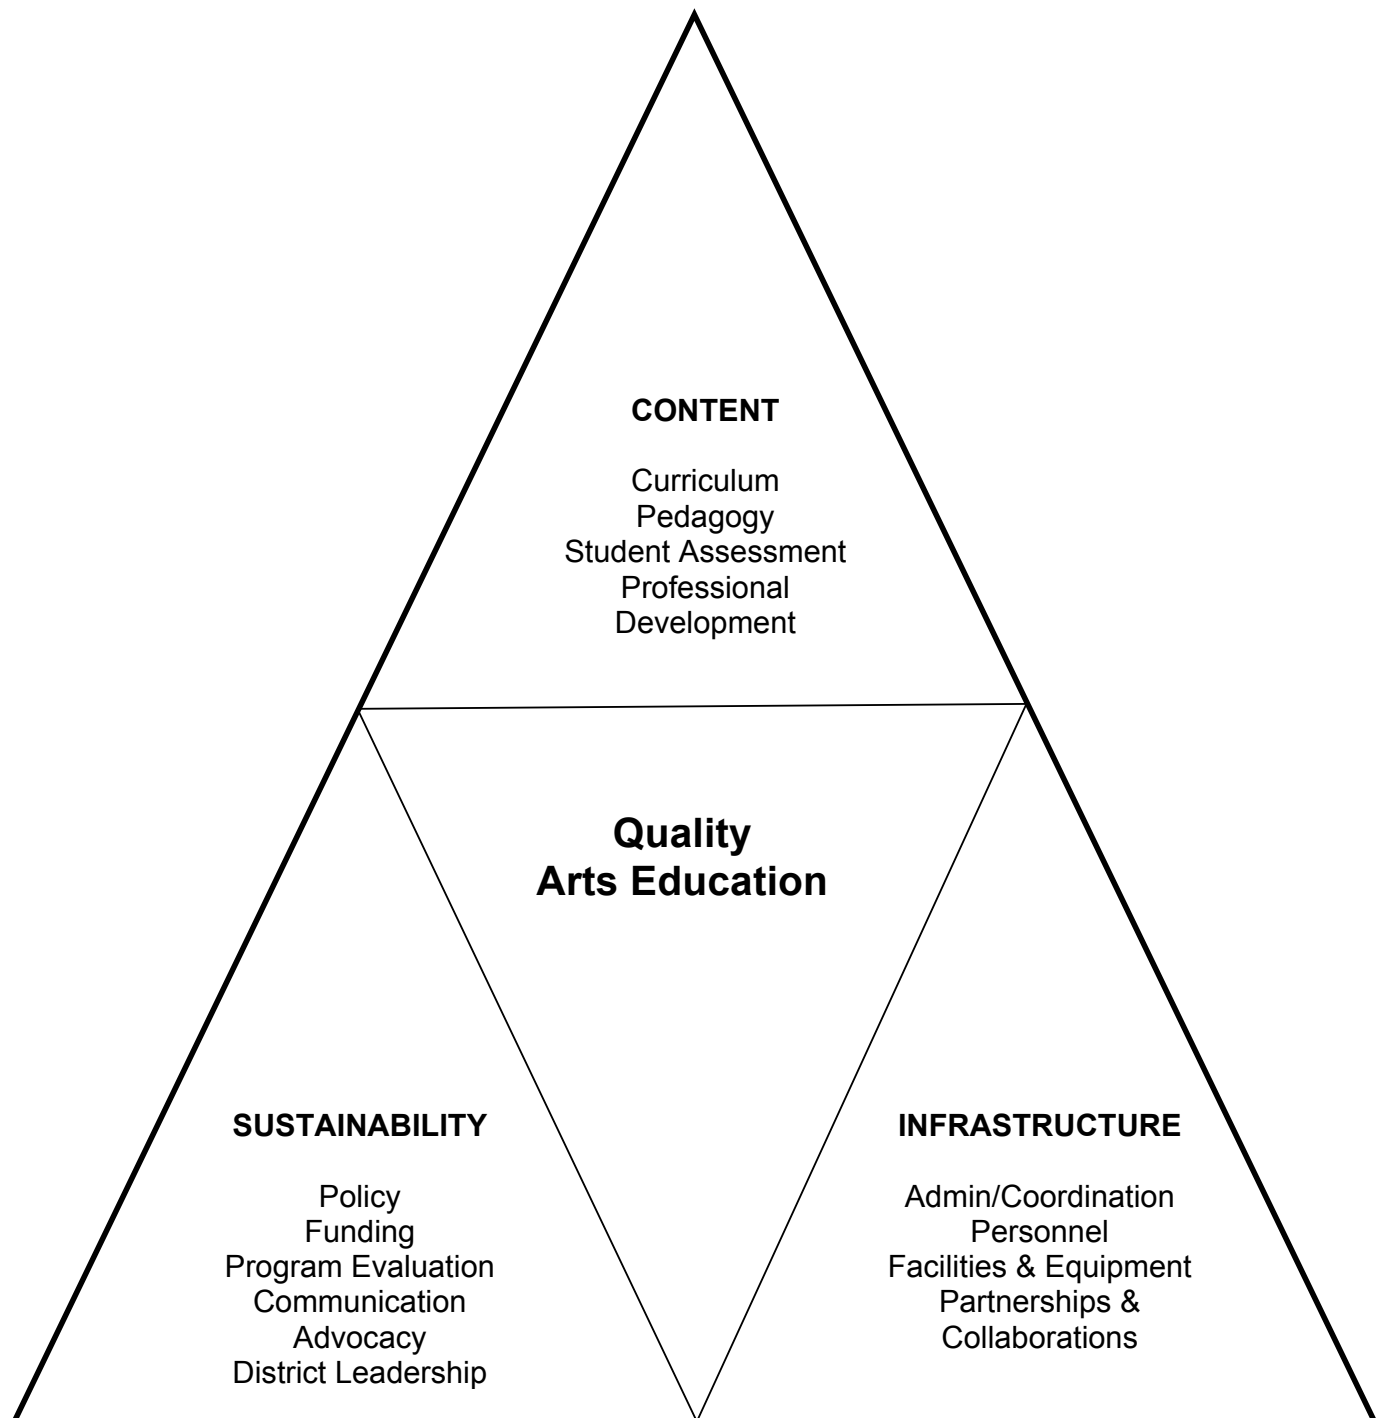 CONTENT
Curriculum
Pedagogy
Student Assessment
Professional
Development
Quality
Arts Education
SUSTAINABILITY
Policy
Funding
Program Evaluation
Communication
Advocacy
District Leadership
INFRASTRUCTURE
Admin/Coordination
Personnel
Facilities & Equipment
Partnerships &
Collaborations